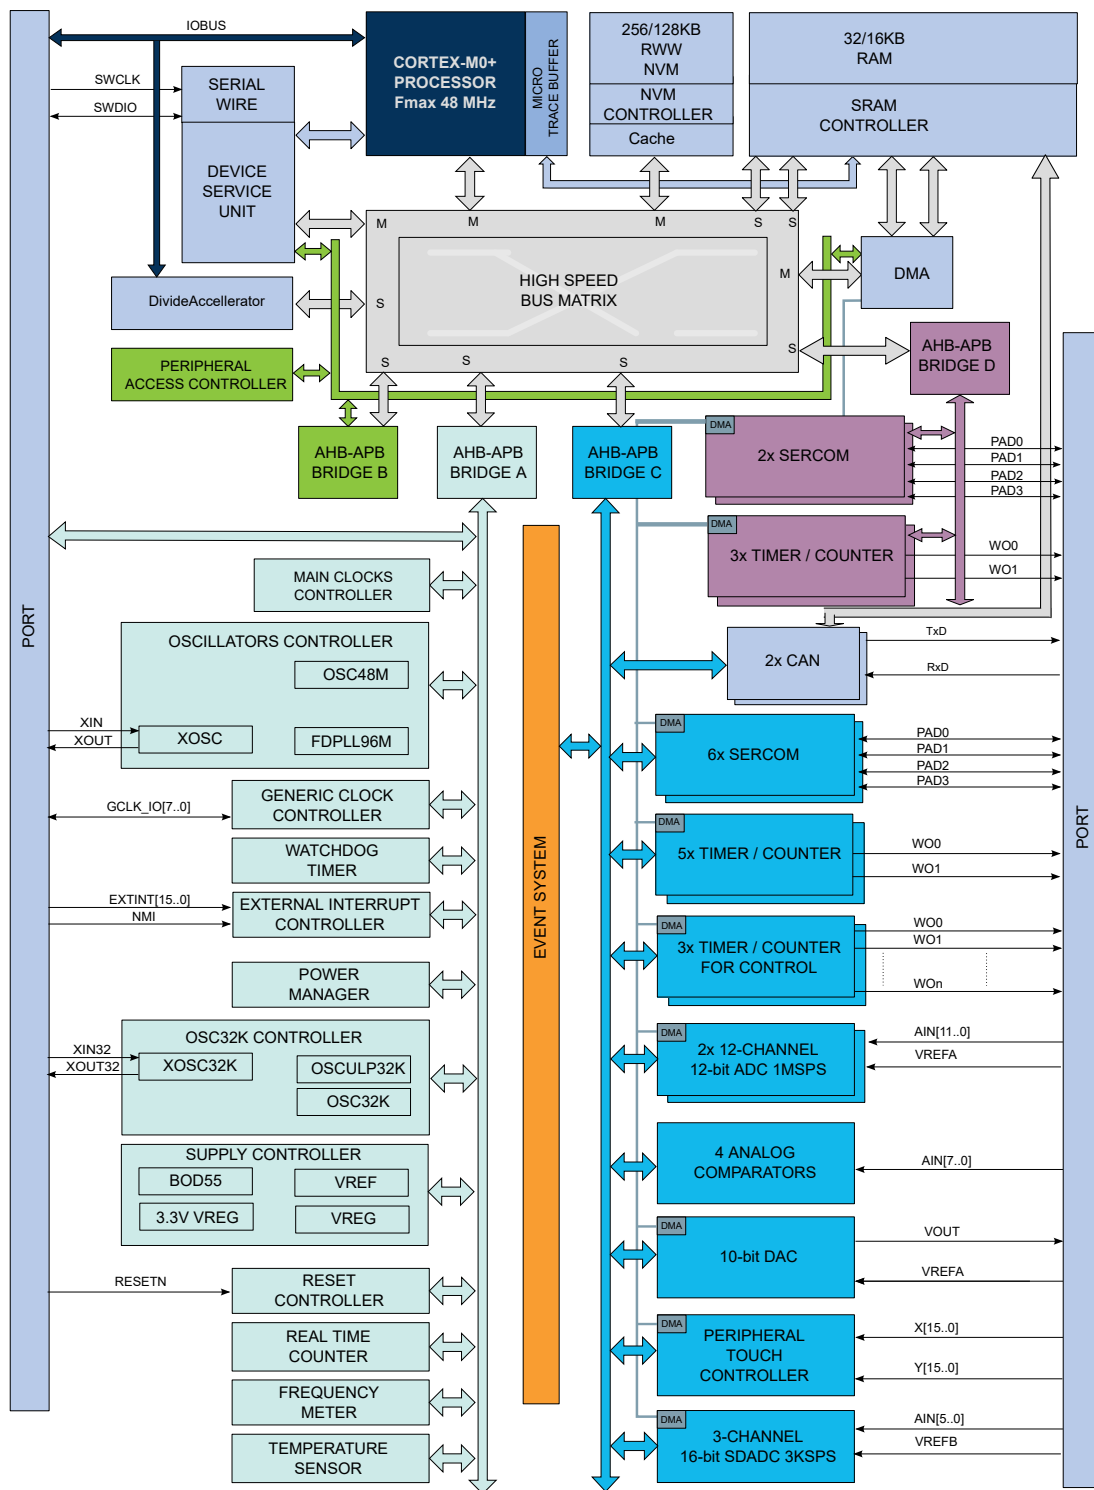 IOBUS
SWCLK
SWDIO
SERIAL
WIRE
DEVICE
SERVICE
UNIT
CORTEX-M0+
PROCESSOR
Fmax 48 MHz
MICRO
TRACE BUFFER
256/128KB
RWW
NVM
NVM
CONTROLLER
Cache
32/16KB
RAM
SRAM
CONTROLLER
M
M
M
S
S
HIGH SPEED
BUS MATRIX
M
S
S
S
S
S
DMA
DivideAccellerator
PERIPHERAL
ACCESS CONTROLLER
AHB-APB
BRIDGE B
AHB-APB
BRIDGE A
AHB-APB
BRIDGE C
AHB-APB
BRIDGE D
DMA
2x SERCOM
PAD0
PAD1
PAD2
PAD3
DMA
3x TIMER / COUNTER
WO0
WO1
PORT
MAIN CLOCKS
CONTROLLER
OSCILLATORS CONTROLLER
OSC48M
XOSC
FDPLL96M
XIN
XOUT
GCLK_IO[7..0]
GENERIC CLOCK
CONTROLLER
WATCHDOG
TIMER
EXTINT[15..0]
NMI
EXTERNAL INTERRUPT
CONTROLLER
POWER
MANAGER
OSC32K CONTROLLER
XIN32
XOUT32
XOSC32K
OSCULP32K
OSC32K
SUPPLY CONTROLLER
BOD55
VREF
3.3V VREG
VREG
RESETN
RESET
CONTROLLER
REAL TIME
COUNTER
FREQUENCY
METER
TEMPERATURE
SENSOR
EVENT SYSTEM
2x CAN
TxD
RxD
DMA
6x SERCOM
PAD0
PAD1
PAD2
PAD3
DMA
5x TIMER / COUNTER
WO0
WO1
DMA
3x TIMER / COUNTER
FOR CONTROL
WO0
WO1
WOn
DMA
2x 12-CHANNEL
12-bit ADC 1MSPS
AIN[11..0]
VREFA
4 ANALOG
COMPARATORS
AIN[7..0]
DMA
10-bit DAC
VOUT
VREFA
DMA
PERIPHERAL
TOUCH
CONTROLLER
X[15..0]
Y[15..0]
DMA
3-CHANNEL
16-bit SDADC 3KSPS
AIN[5..0]
VREFB
PORT